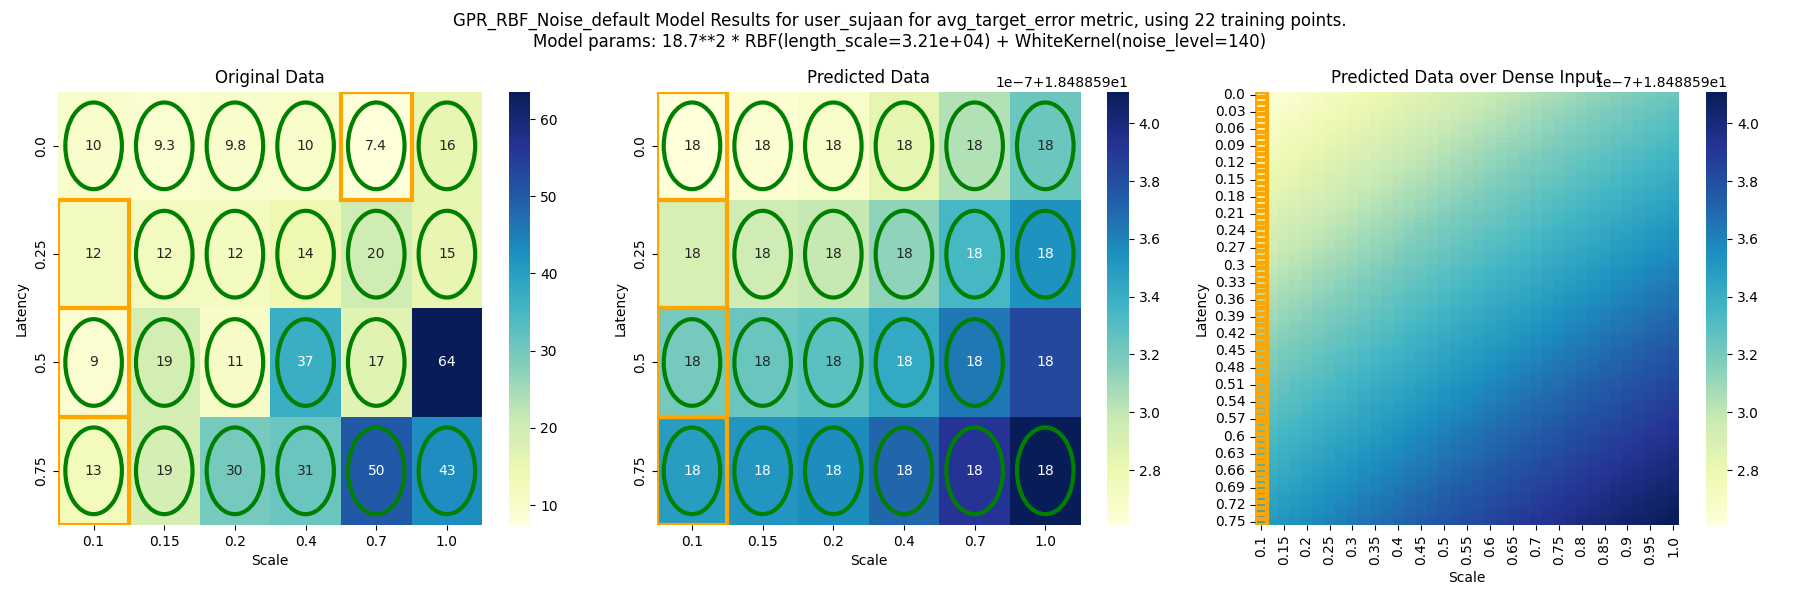 GPR_RBF_Noise_default Model Results for user_sujaan for avg_target_error metric, using 22 training points.
Model params: 18.7**2 * RBF(length_scale=3.21e+04) + WhiteKernel(noise_level=140)
Original Data
10 9.3 9.8 10 7.4 16
12 12 12 14 20 15
9 19 11 37 17 64
13 19 30 31 50 43
0.0
0.25
0.5
0.75
Latency
0.1 0.15 0.2 0.4 0.7 1.0
Scale
60
50
40
30
20
10
Predicted Data
1e-7+1.848859e1
18 18 18 18 18 18
18 18 18 18 18 18
18 18 18 18 18 18
18 18 18 18 18 18
0.0
0.25
0.5
0.75
Latency
0.1 0.15 0.2 0.4 0.7 1.0
Scale
4.0
3.8
3.6
3.4
3.2
3.0
2.8
Predicted Data over Dense Input
1e-7+1.848859e1
0.0
0.03
0.06
0.09
0.12
0.15
0.18
0.21
0.24
0.27
0.3
0.33
0.36
0.39
0.42
0.45
0.48
0.51
0.54
0.57
0.6
0.63
0.66
0.69
0.72
0.75
Latency
0.1 0.15 0.2 0.25 0.3 0.35 0.4 0.45 0.5 0.55 0.6 0.65 0.7 0.75 0.8 0.85 0.9 0.95 1.0
Scale
4.0
3.8
3.6
3.4
3.2
3.0
2.8